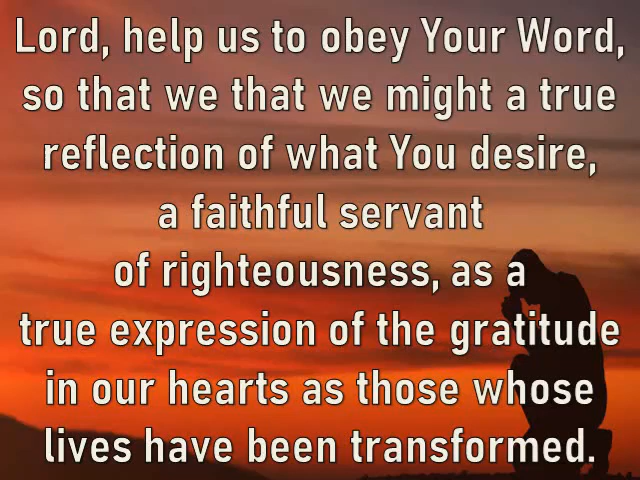 Lord, help us to obey Your Word,
so that we that we might a true
reflection of what You desire,
a faithful servant
of righteousness, as a
true expression of the gratitude
in our hearts as those whose
lives have been transformed.